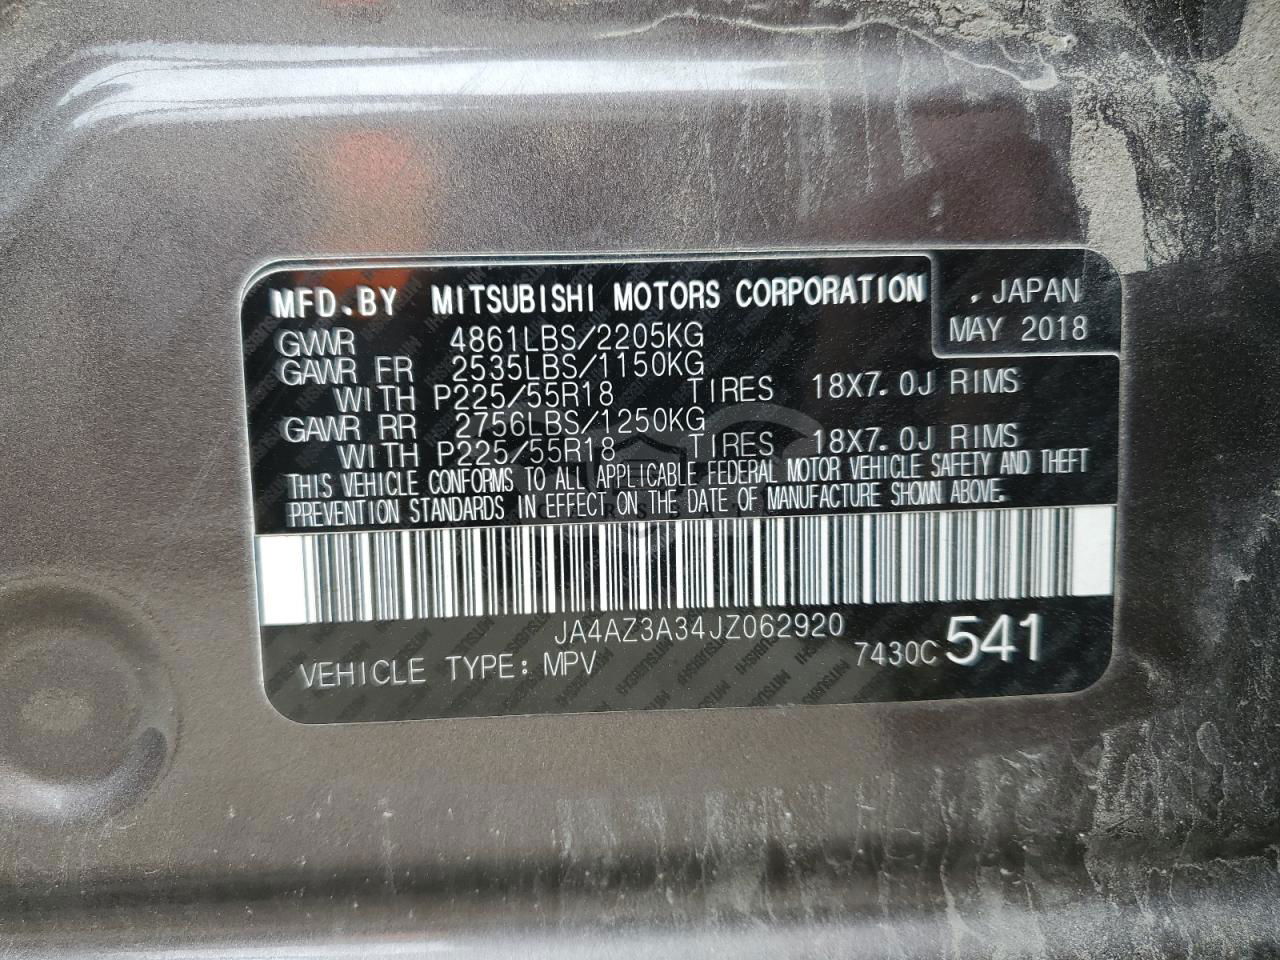 MFD.BY MITSUBISHI MOTORS CORPORATION
. JAPAN
MAY 2018
GVWR 4861LBS/2205KG
GAWR FR 2535LBS/1150KG
WITH P225/55R18 TIRES 18X7.0J RIMS
GAWR RR 2756LBS/1250KG
WITH P225/55R18 TIRES 18X7.0J RIMS
THIS VEHICLE CONFORMS TO ALL APPLICABLE FEDERAL MOTOR VEHICLE SAFETY AND THEFT
PREVENTION STANDARDS IN EFFECT ON THE DATE OF MANUFACTURE SHOWN ABOVE.
JA4AZ3A34JZ062920
VEHICLE TYPE: MPV
7430C 541